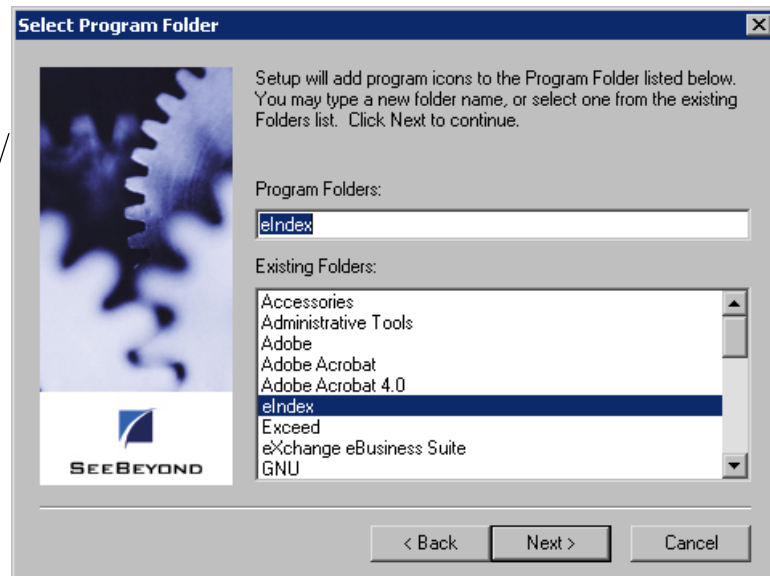 Select Program Folder
Setup will add program icons to the Program Folder listed below.
You may type a new folder name, or select one from the existing
Folders list. Click Next to continue.
Program Folders:
eIndex
Existing Folders:
Accessories
Administrative Tools
Adobe
Adobe Acrobat
Adobe Acrobat 4.0
eIndex
Exceed
eXchange eBusiness Suite
GNU
SEEBEYOND
< Back
Next >
Cancel